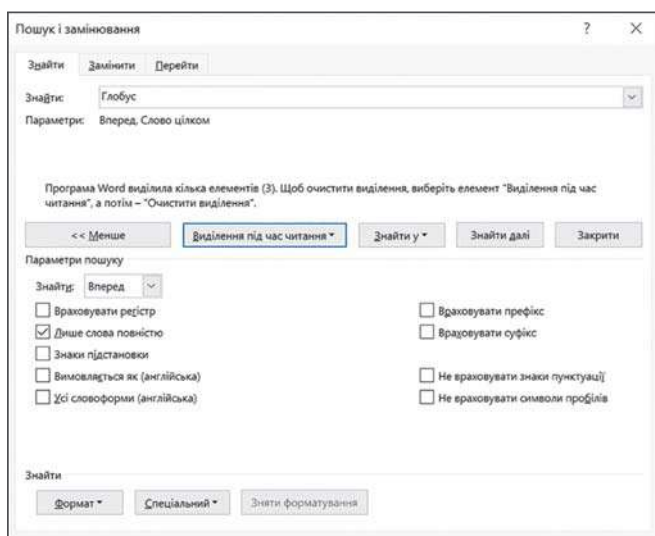 Пошук і замінювання ? ×
Знайти Замінити Перейти
Знайти: Глобус
Параметри: Вперед, Слово цілком
Програма Word виділила кілька елементів (3). Щоб очистити виділення, виберіть елемент "Виділення під час
читання", а потім – "Очистити виділення".
<< Менше Виділення під час читання Знайти у Знайти далі Закрити
Параметри пошуку
Знайти: Вперед
Враховувати регістр Враховувати префікс
Лише слова повністю Враховувати суфікс
Знаки підстановки
Вимовляється як (англійська) Не враховувати знаки пунктуації
Усі словоформи (англійська) Не враховувати символи пробілів
Знайти
Формат Спеціальний Зняти форматування